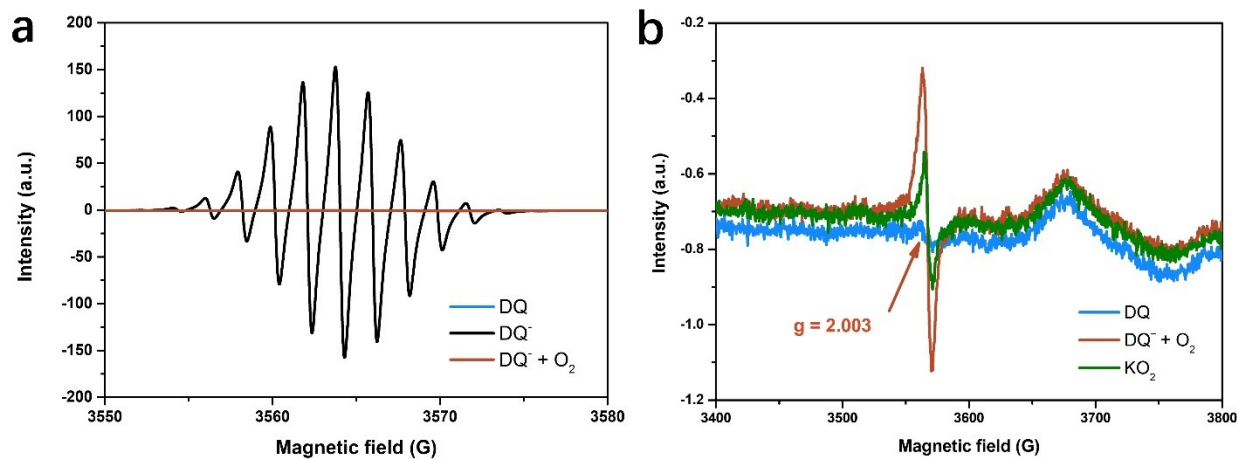 a
200
150
100
50
0
-50
-100
-150
-200
Intensity (a.u.)
DQ
DQ⁻
DQ⁻ + O₂
3550
3560
3570
3580
Magnetic field (G)
b
-0.2
-0.4
-0.6
-0.8
-1.0
-1.2
Intensity (a.u.)
g = 2.003
DQ
DQ⁻ + O₂
KO₂
3400
3500
3600
3700
3800
Magnetic field (G)